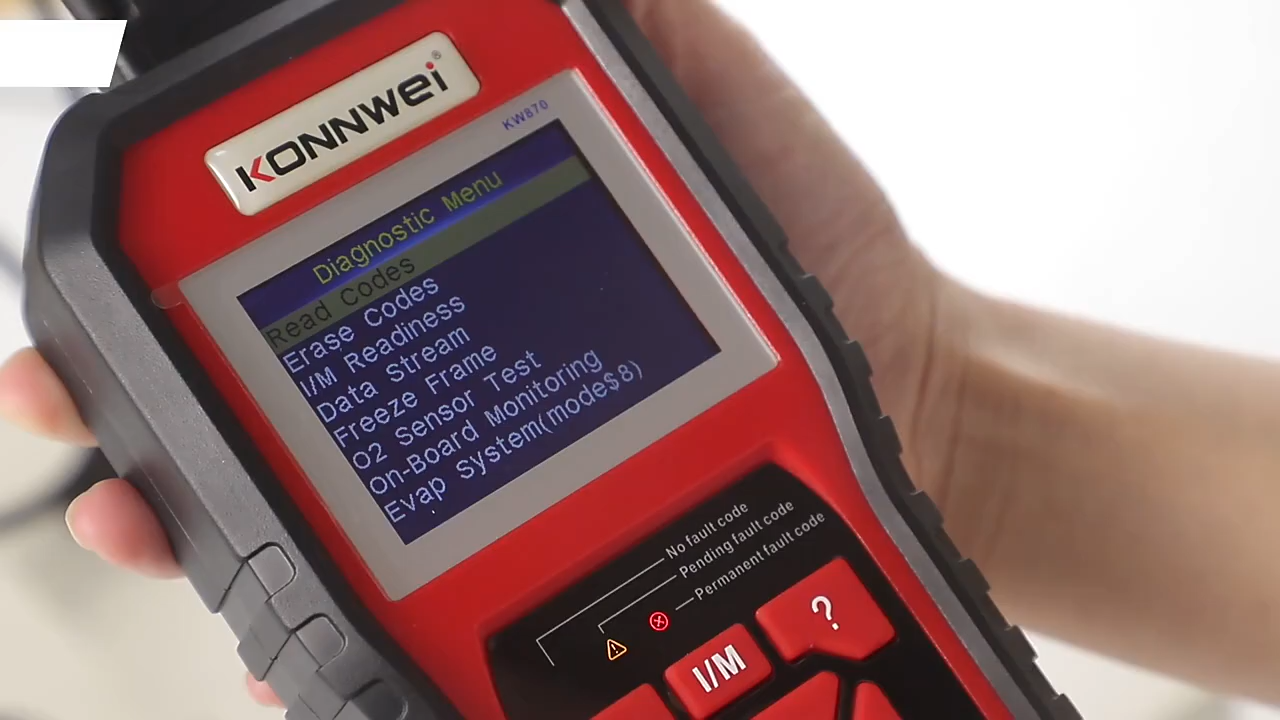 KONNWEI®
KW870
Diagnostic Menu
Read Codes
Erase Codes
I/M Readiness
Data Stream
Freeze Frame
O2 Sensor Test
On-Board Monitoring
Evap System(mode$8)
No fault code
Pending fault code
Permanent fault code
?
I/M